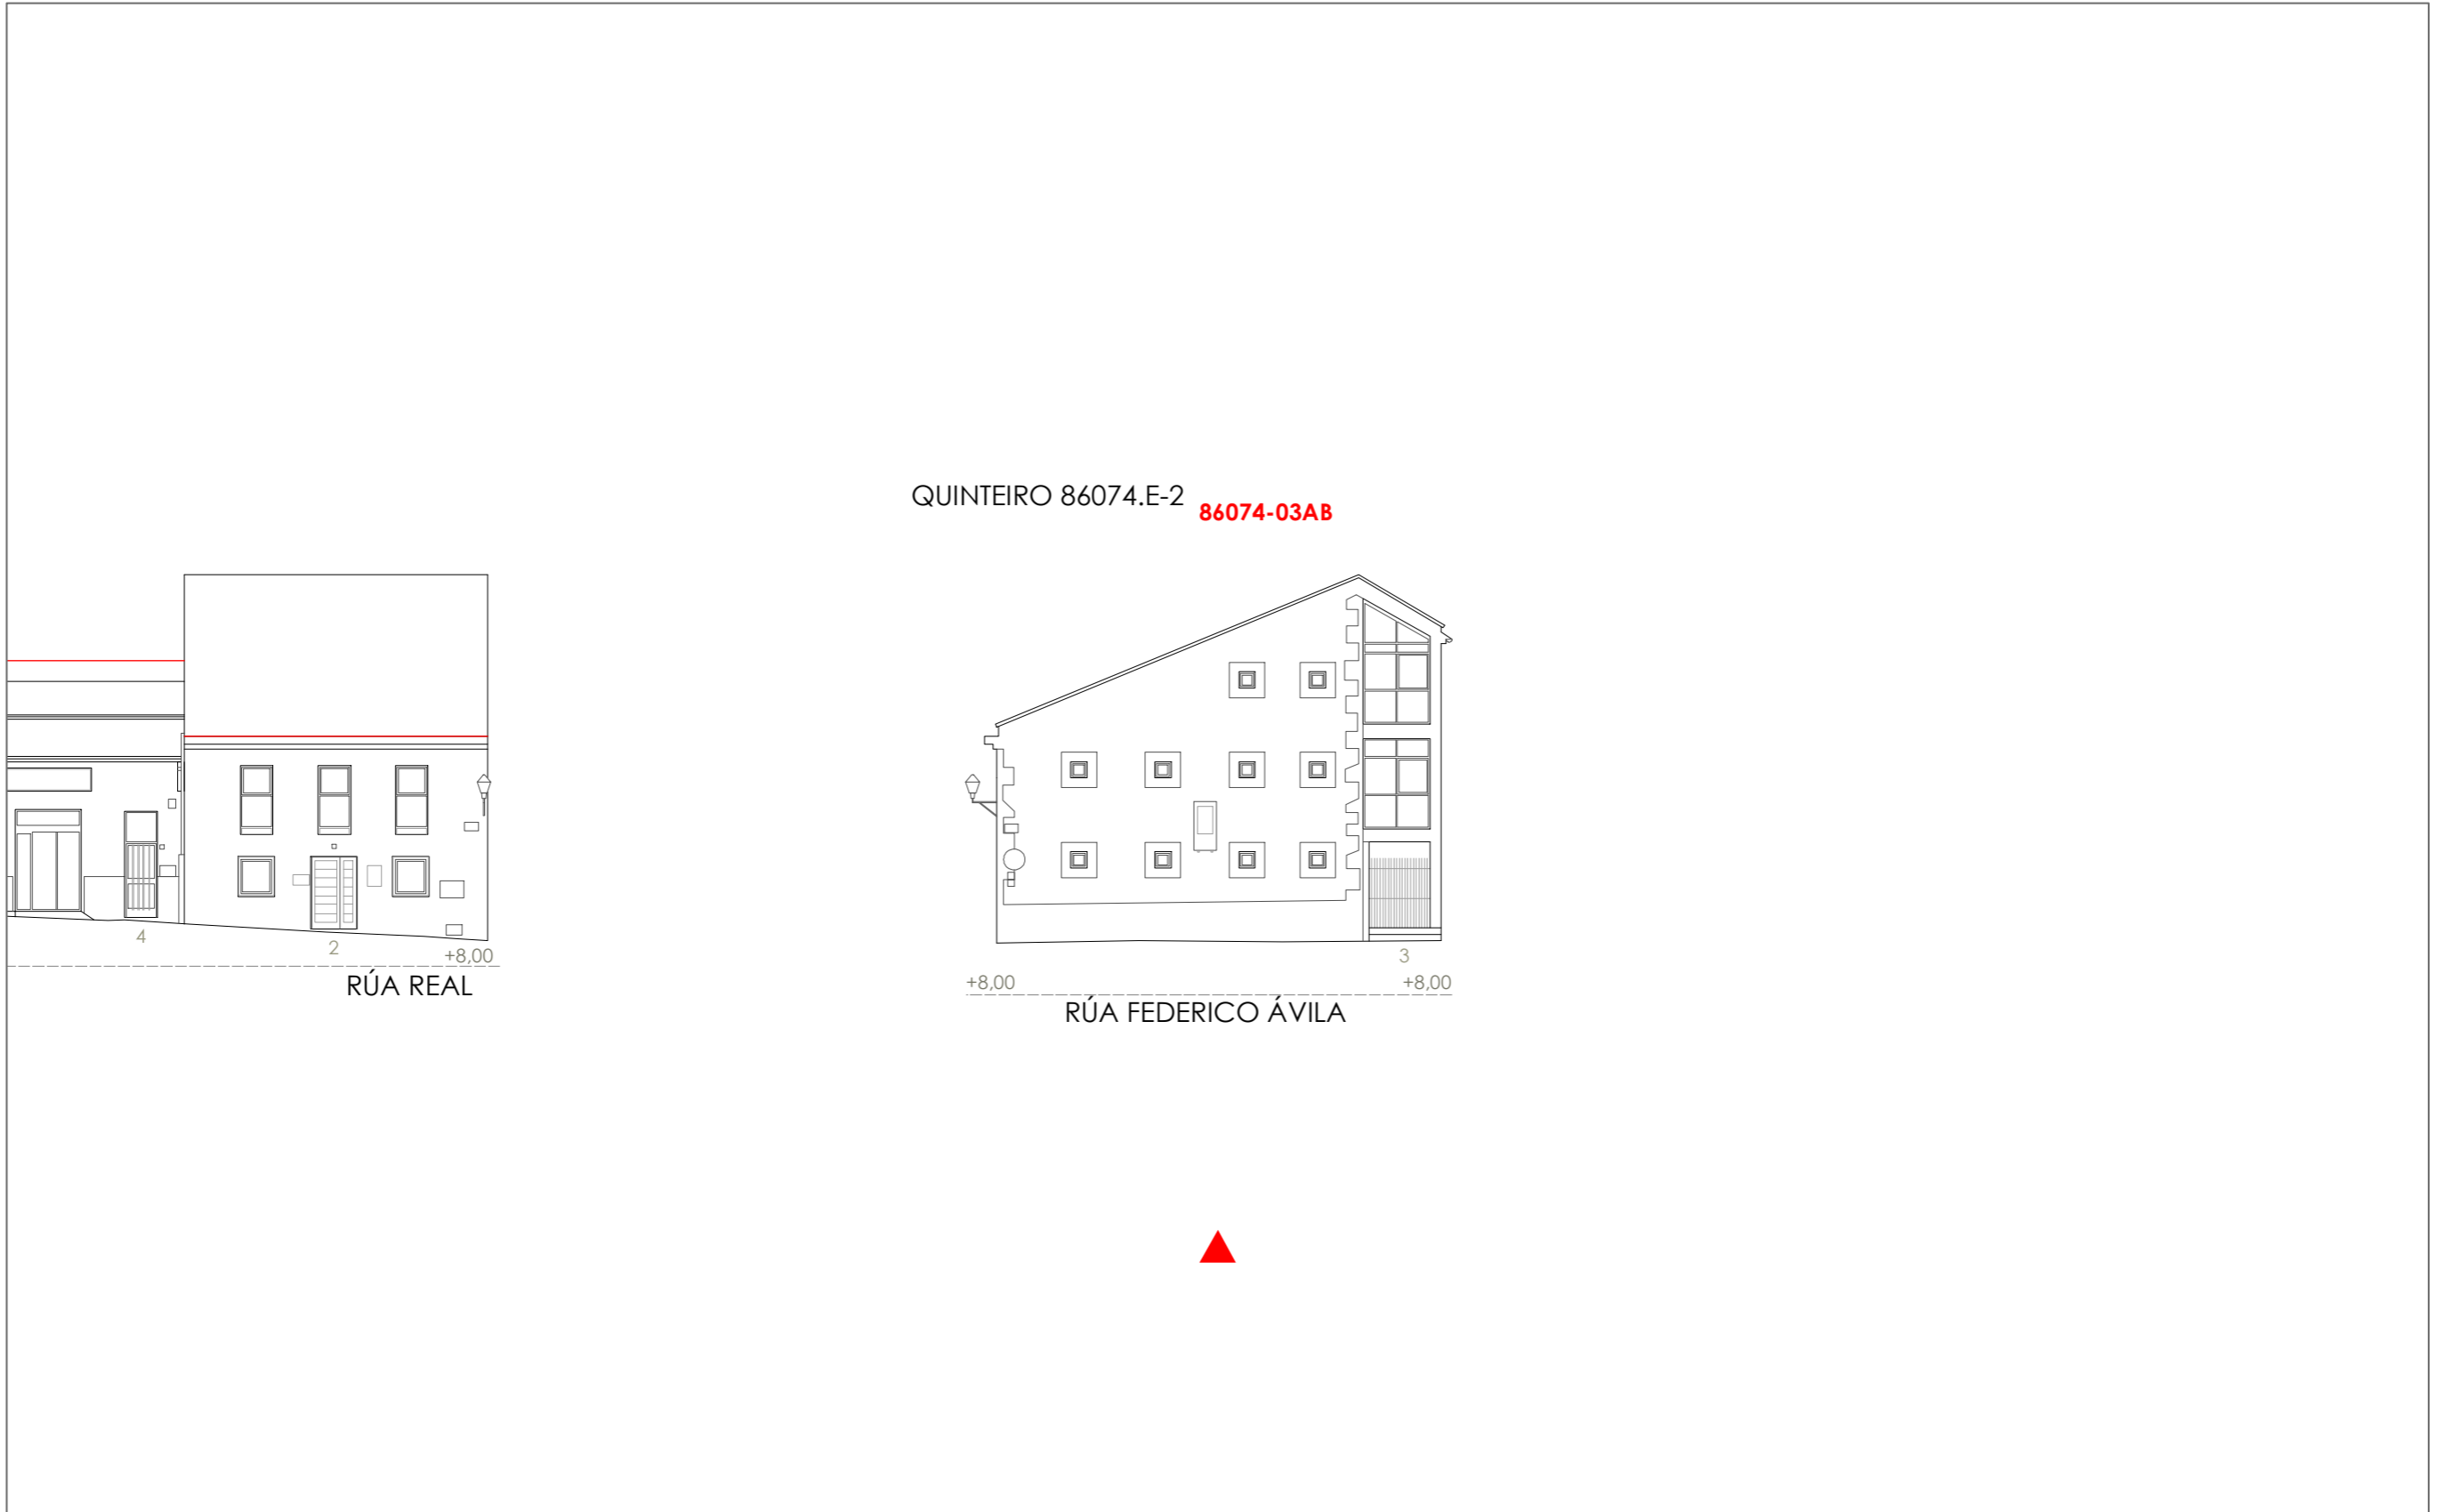 QUINTEIRO 86074.E-2
86074-03AB
4
2
+8,00
RÚA REAL
3
+8,00
+8,00
RÚA FEDERICO ÁVILA